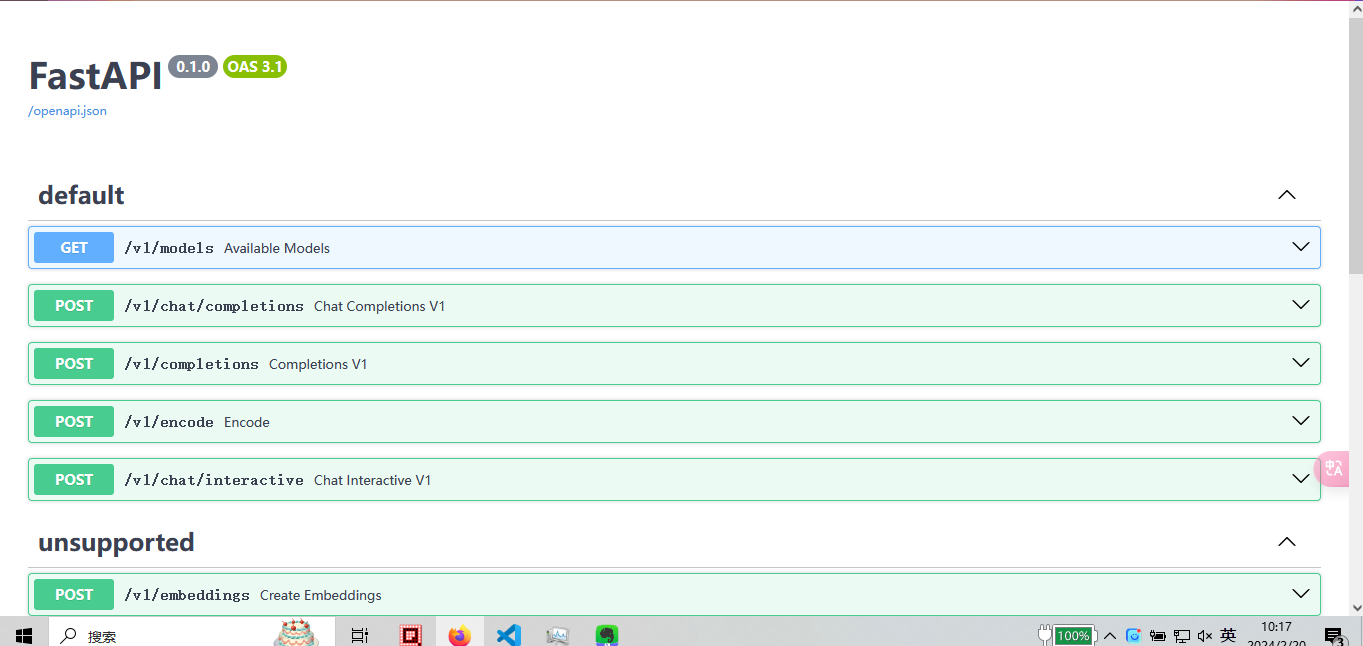 FastAPI 0.1.0 OAS 3.1
/openapi.json
default
GET /v1/models Available Models
POST /v1/chat/completions Chat Completions V1
POST /v1/completions Completions V1
POST /v1/encode Encode
POST /v1/chat/interactive Chat Interactive V1
中 A
unsupported
POST /v1/embeddings Create Embeddings
搜索
100%
英
10:17
2024/2/20
3